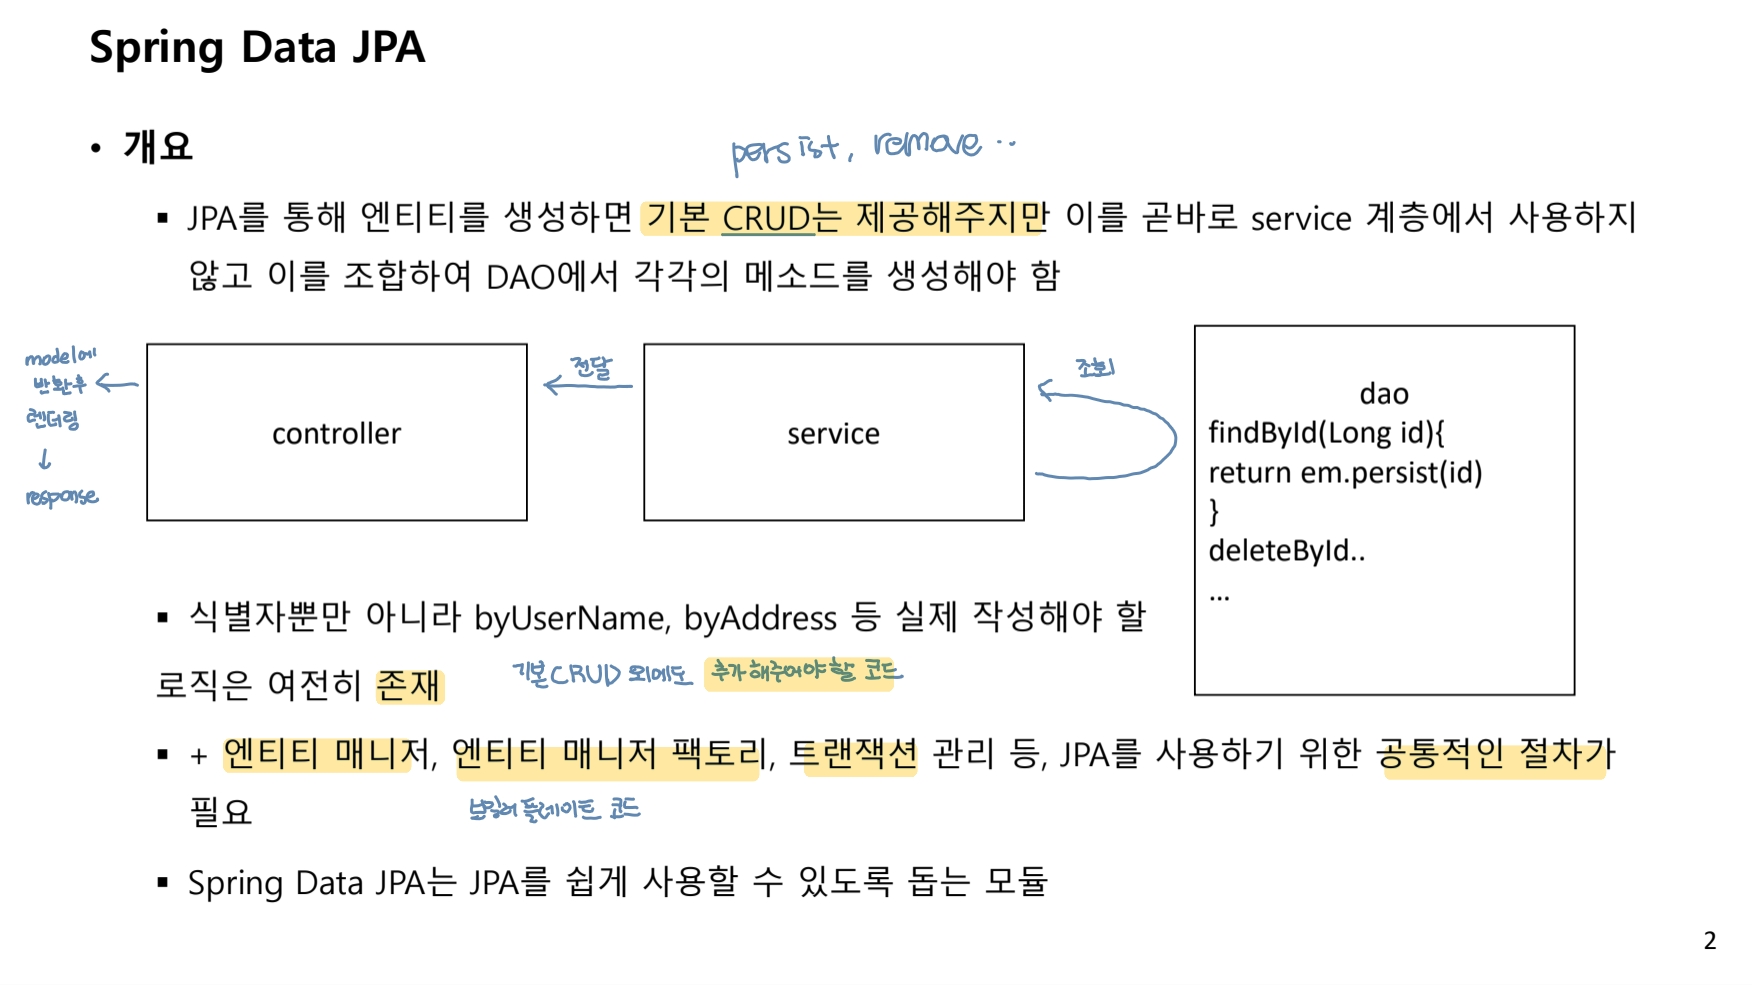 Spring Data JPA
• 개요
persist, remove ..
▪ JPA를 통해 엔티티를 생성하면 기본 CRUD는 제공해주지만 이를 곧바로 service 계층에서 사용하지
않고 이를 조합하여 DAO에서 각각의 메소드를 생성해야 함
model에
반환후
렌더링
↓
response
controller
전달
service
조회
dao
findById(Long id){
return em.persist(id)
}
deleteById..
...
▪ 식별자뿐만 아니라 byUserName, byAddress 등 실제 작성해야 할
로직은 여전히 존재
기본 CRUD 외에도 추가해주어야 할 코드
▪ + 엔티티 매니저, 엔티티 매니저 팩토리, 트랜잭션 관리 등, JPA를 사용하기 위한 공통적인 절차가
필요
보일러 플레이트 코드
▪ Spring Data JPA는 JPA를 쉽게 사용할 수 있도록 돕는 모듈
2